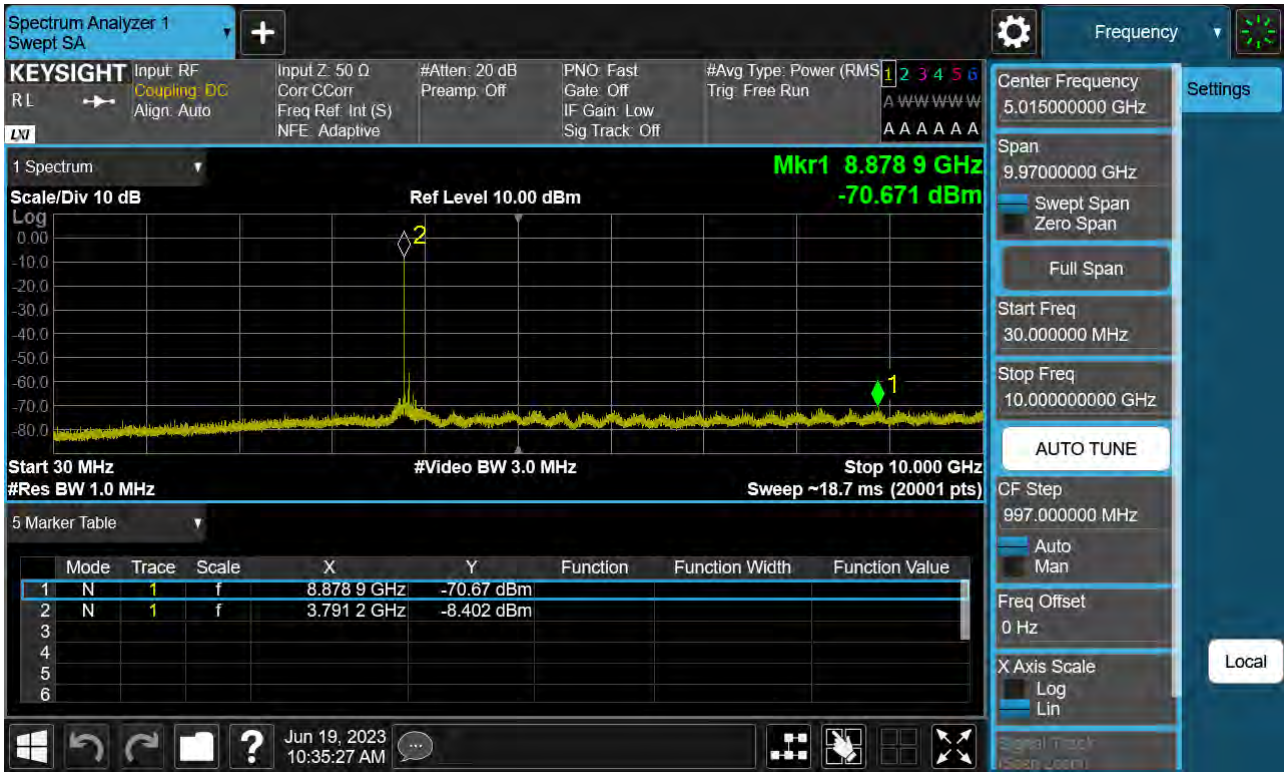 Spectrum Analyzer 1
Swept SA
+
Frequency
KEYSIGHT
RL
LXI
Input: RF
Coupling: DC
Align: Auto
Input Z: 50 Ω
Corr CCorr
Freq Ref: Int (S)
NFE: Adaptive
#Atten: 20 dB
Preamp: Off
PNO: Fast
Gate: Off
IF Gain: Low
Sig Track: Off
#Avg Type: Power (RMS
Trig: Free Run
1 2 3 4 5 6
A W W W W W
A A A A A A
1 Spectrum
Mkr1 8.878 9 GHz
-70.671 dBm
Scale/Div 10 dB
Ref Level 10.00 dBm
Log
0.00
-10.0
-20.0
-30.0
-40.0
-50.0
-60.0
-70.0
-80.0
2
1
Start 30 MHz
#Video BW 3.0 MHz
Stop 10.000 GHz
#Res BW 1.0 MHz
Sweep ~18.7 ms (20001 pts)
5 Marker Table
Mode Trace Scale X Y Function Function Width Function Value
1 N 1 f 8.878 9 GHz -70.67 dBm
2 N 1 f 3.791 2 GHz -8.402 dBm
3
4
5
6
Center Frequency
5.015000000 GHz
Settings
Span
9.97000000 GHz
Swept Span
Zero Span
Full Span
Start Freq
30.000000 MHz
Stop Freq
10.000000000 GHz
AUTO TUNE
CF Step
997.000000 MHz
Auto
Man
Freq Offset
0 Hz
X Axis Scale
Log
Lin
Local
Signal Track
(Span Zoom)
?
Jun 19, 2023
10:35:27 AM